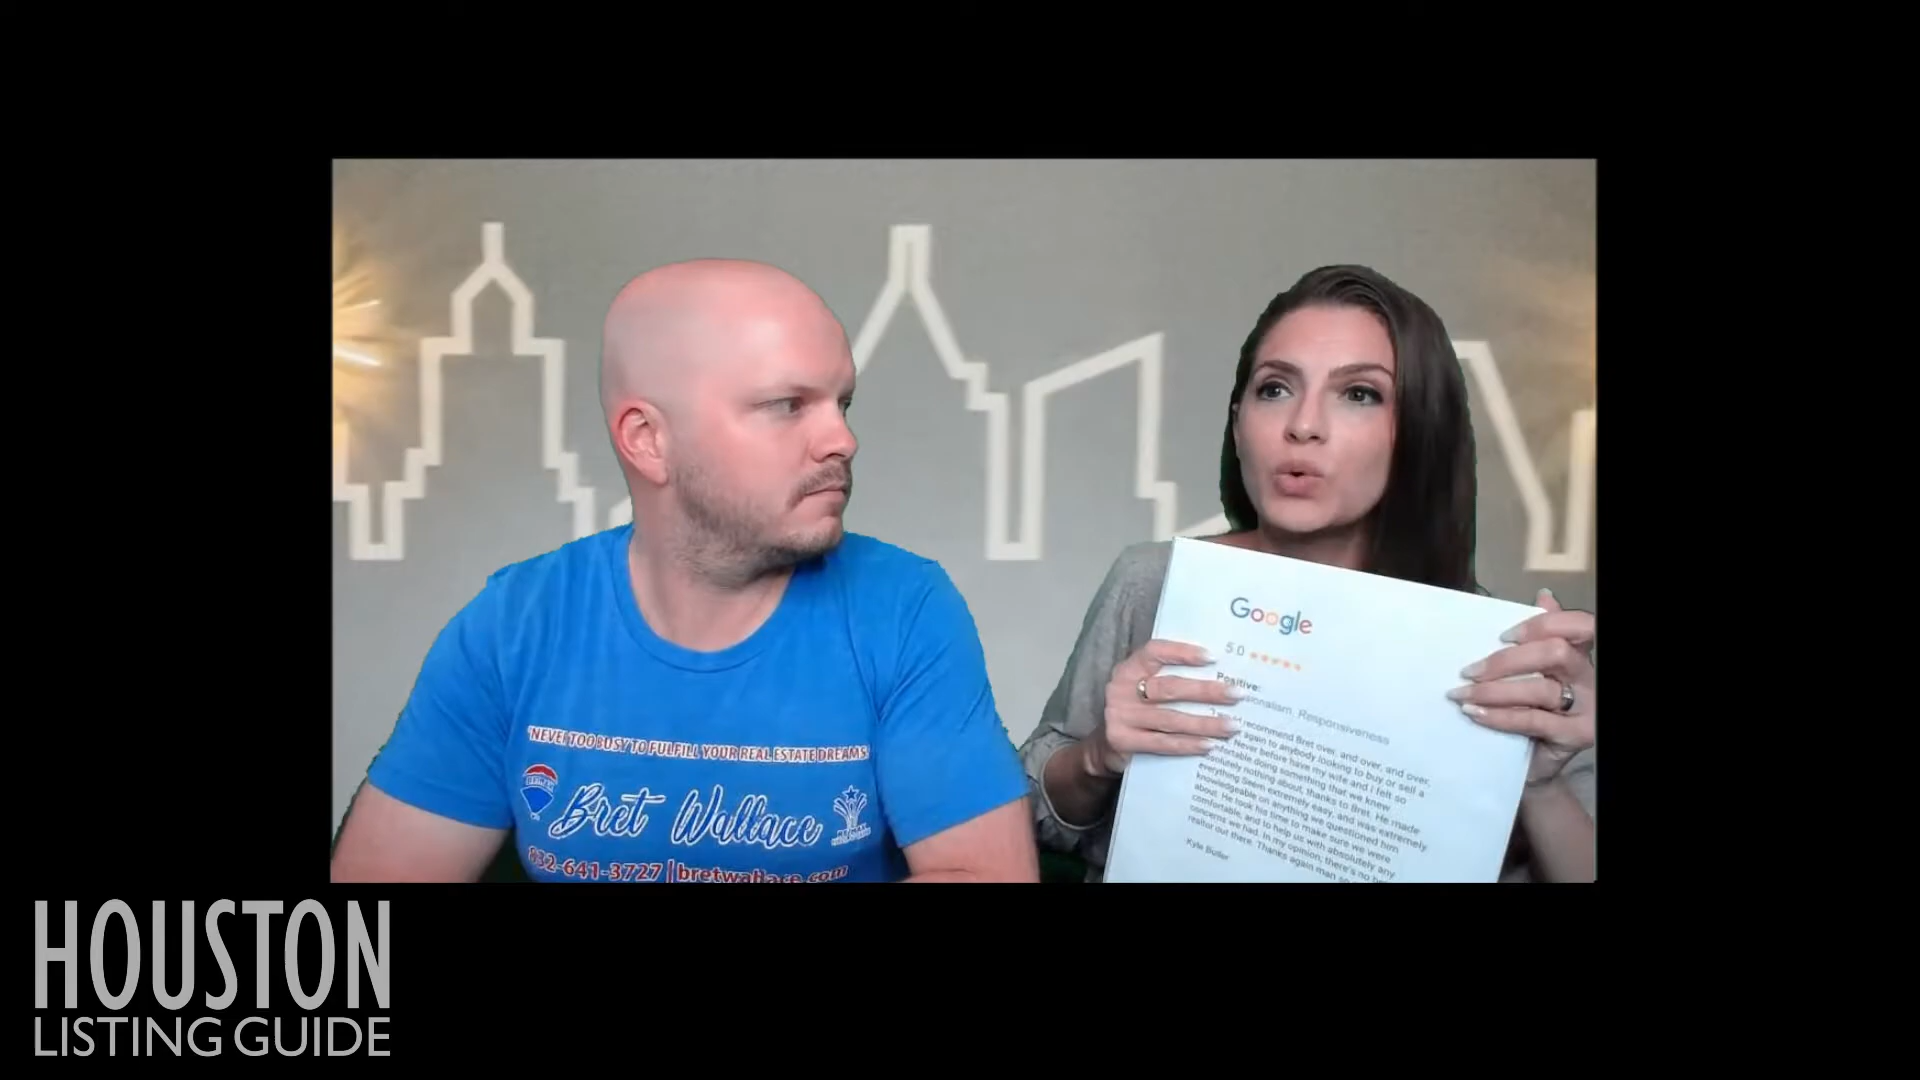 "NEVER TOO BUSY TO FULFILL YOUR REAL ESTATE DREAMS"
RE/MAX
Bret Wallace
832-641-3727 | bretwallace.com
Google
5.0
Positive:
Responsiveness
recommend Bret over, and over, and over,
again to anybody looking to buy or sell a
Never before have my wife and I felt so
comfortable doing something that we knew
absolutely nothing about, thanks to Bret. He made
everything seem extremely easy, and was extremely
knowledgeable on anything we questioned him
about. He took his time to make sure we were
comfortable, and to help us with absolutely any
concerns we had. In my opinion, there's no
realtor out there. Thanks again man
Kyle Butler
HOUSTON
LISTING GUIDE